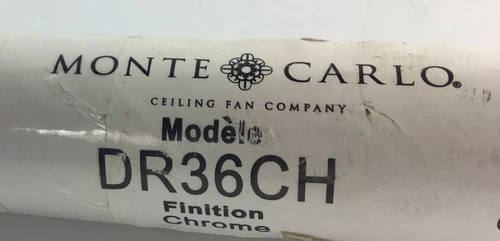 MONTE CARLO®
CEILING FAN COMPANY
Modèle
DR36CH
Finition
Chrome